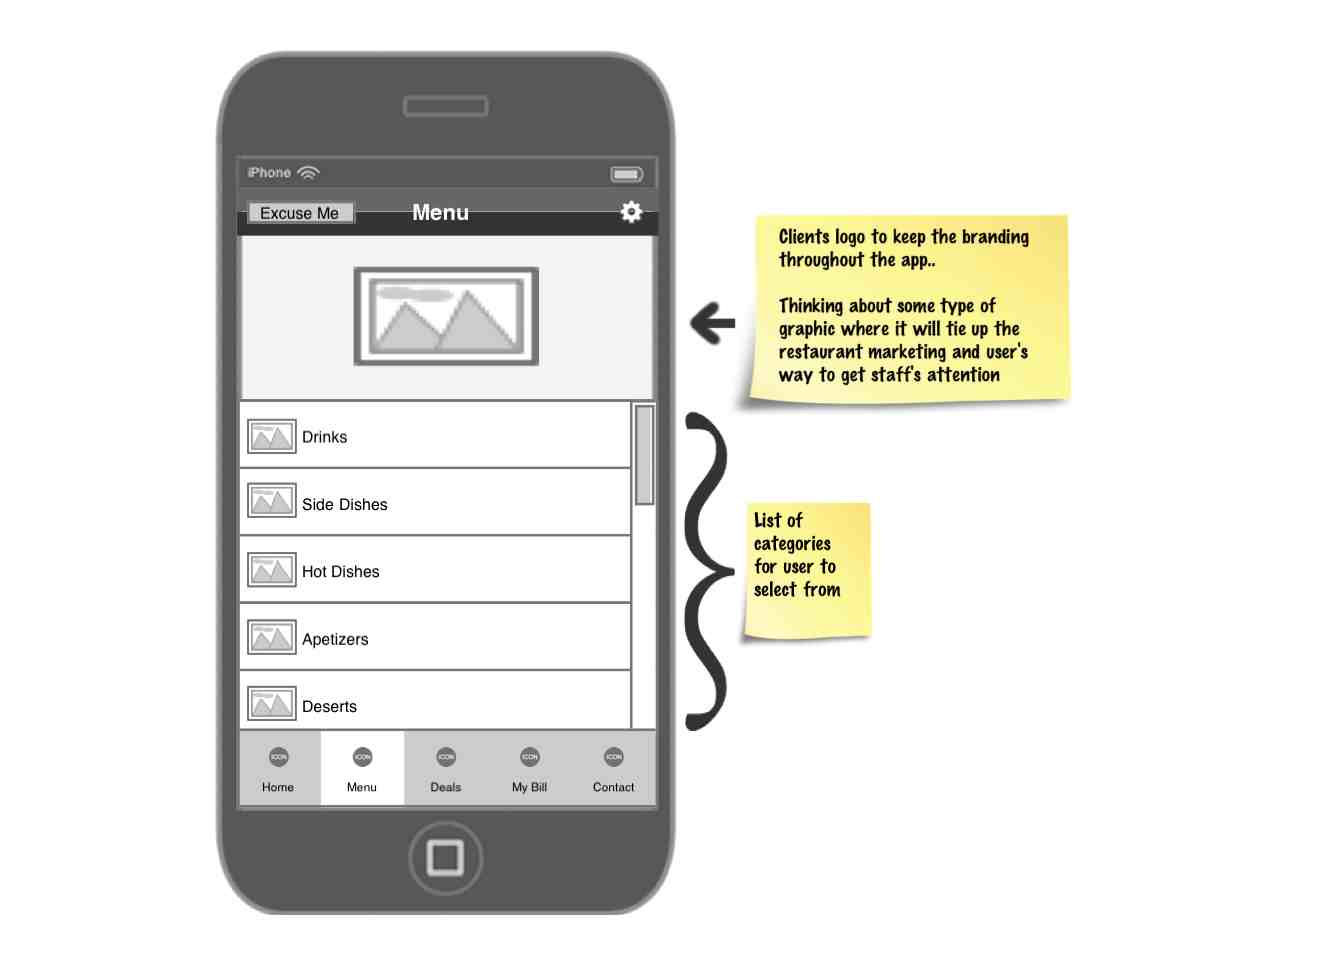 iPhone
Excuse Me
Menu
Clients logo to keep the branding
throughout the app..
Thinking about some type of
graphic where it will tie up the
restaurant marketing and user's
way to get staff's attention
Drinks
Side Dishes
Hot Dishes
Apetizers
Deserts
List of
categories
for user to
select from
ICON
ICON
ICON
ICON
ICON
Home
Menu
Deals
My Bill
Contact